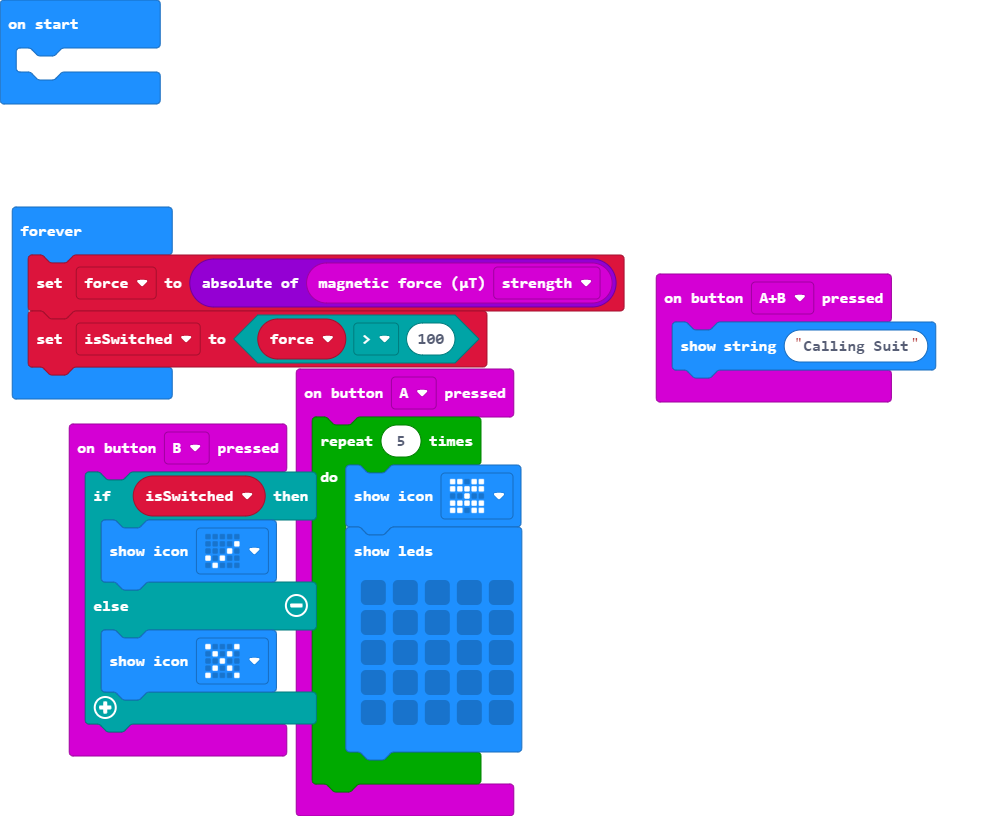 on start
forever
set force to absolute of magnetic force (µT) strength
set isSwitched to force > 100
on button A+B pressed
show string "Calling Suit"
on button A pressed
repeat 5 times
do
show icon
show leds
on button B pressed
if isSwitched then
show icon
else
show icon